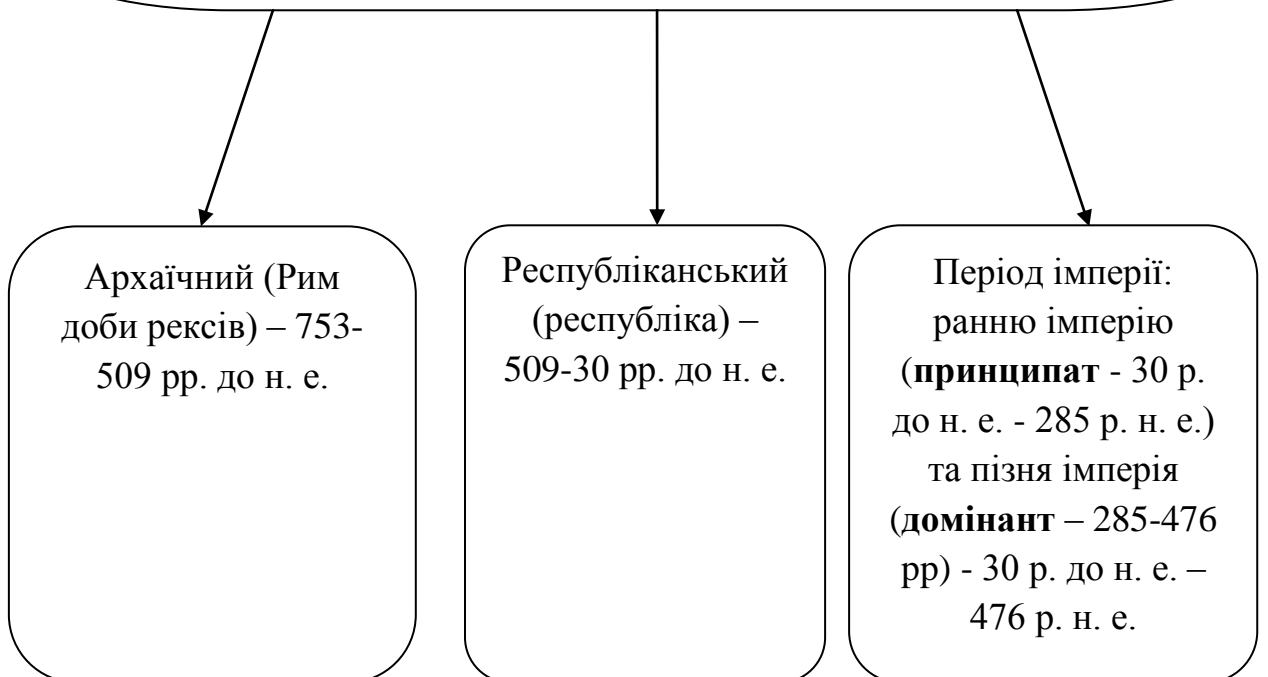 Архаїчний (Рим
доби рексів) – 753-
509 рр. до н. е.
Республіканський
(республіка) –
509-30 рр. до н. е.
Період імперії:
ранню імперію
(принципат - 30 р.
до н. е. - 285 р. н. е.)
та пізня імперія
(домінант – 285-476
рр) - 30 р. до н. е. –
476 р. н. е.